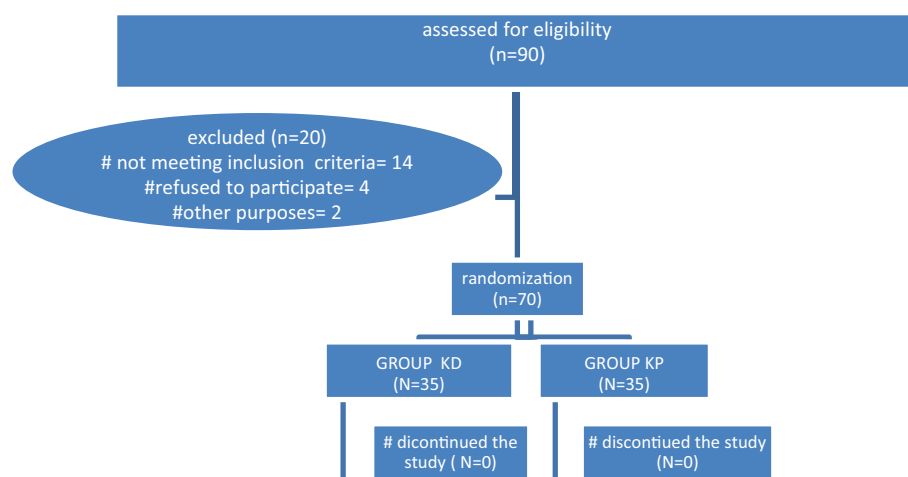 assessed for eligibility
(n=90)
excluded (n=20)
# not meeting inclusion criteria= 14
#refused to participate= 4
#other purposes= 2
randomization
(n=70)
GROUP KD
(N=35)
GROUP KP
(N=35)
# dicontinued the
study ( N=0)
# discontiued the study
(N=0)